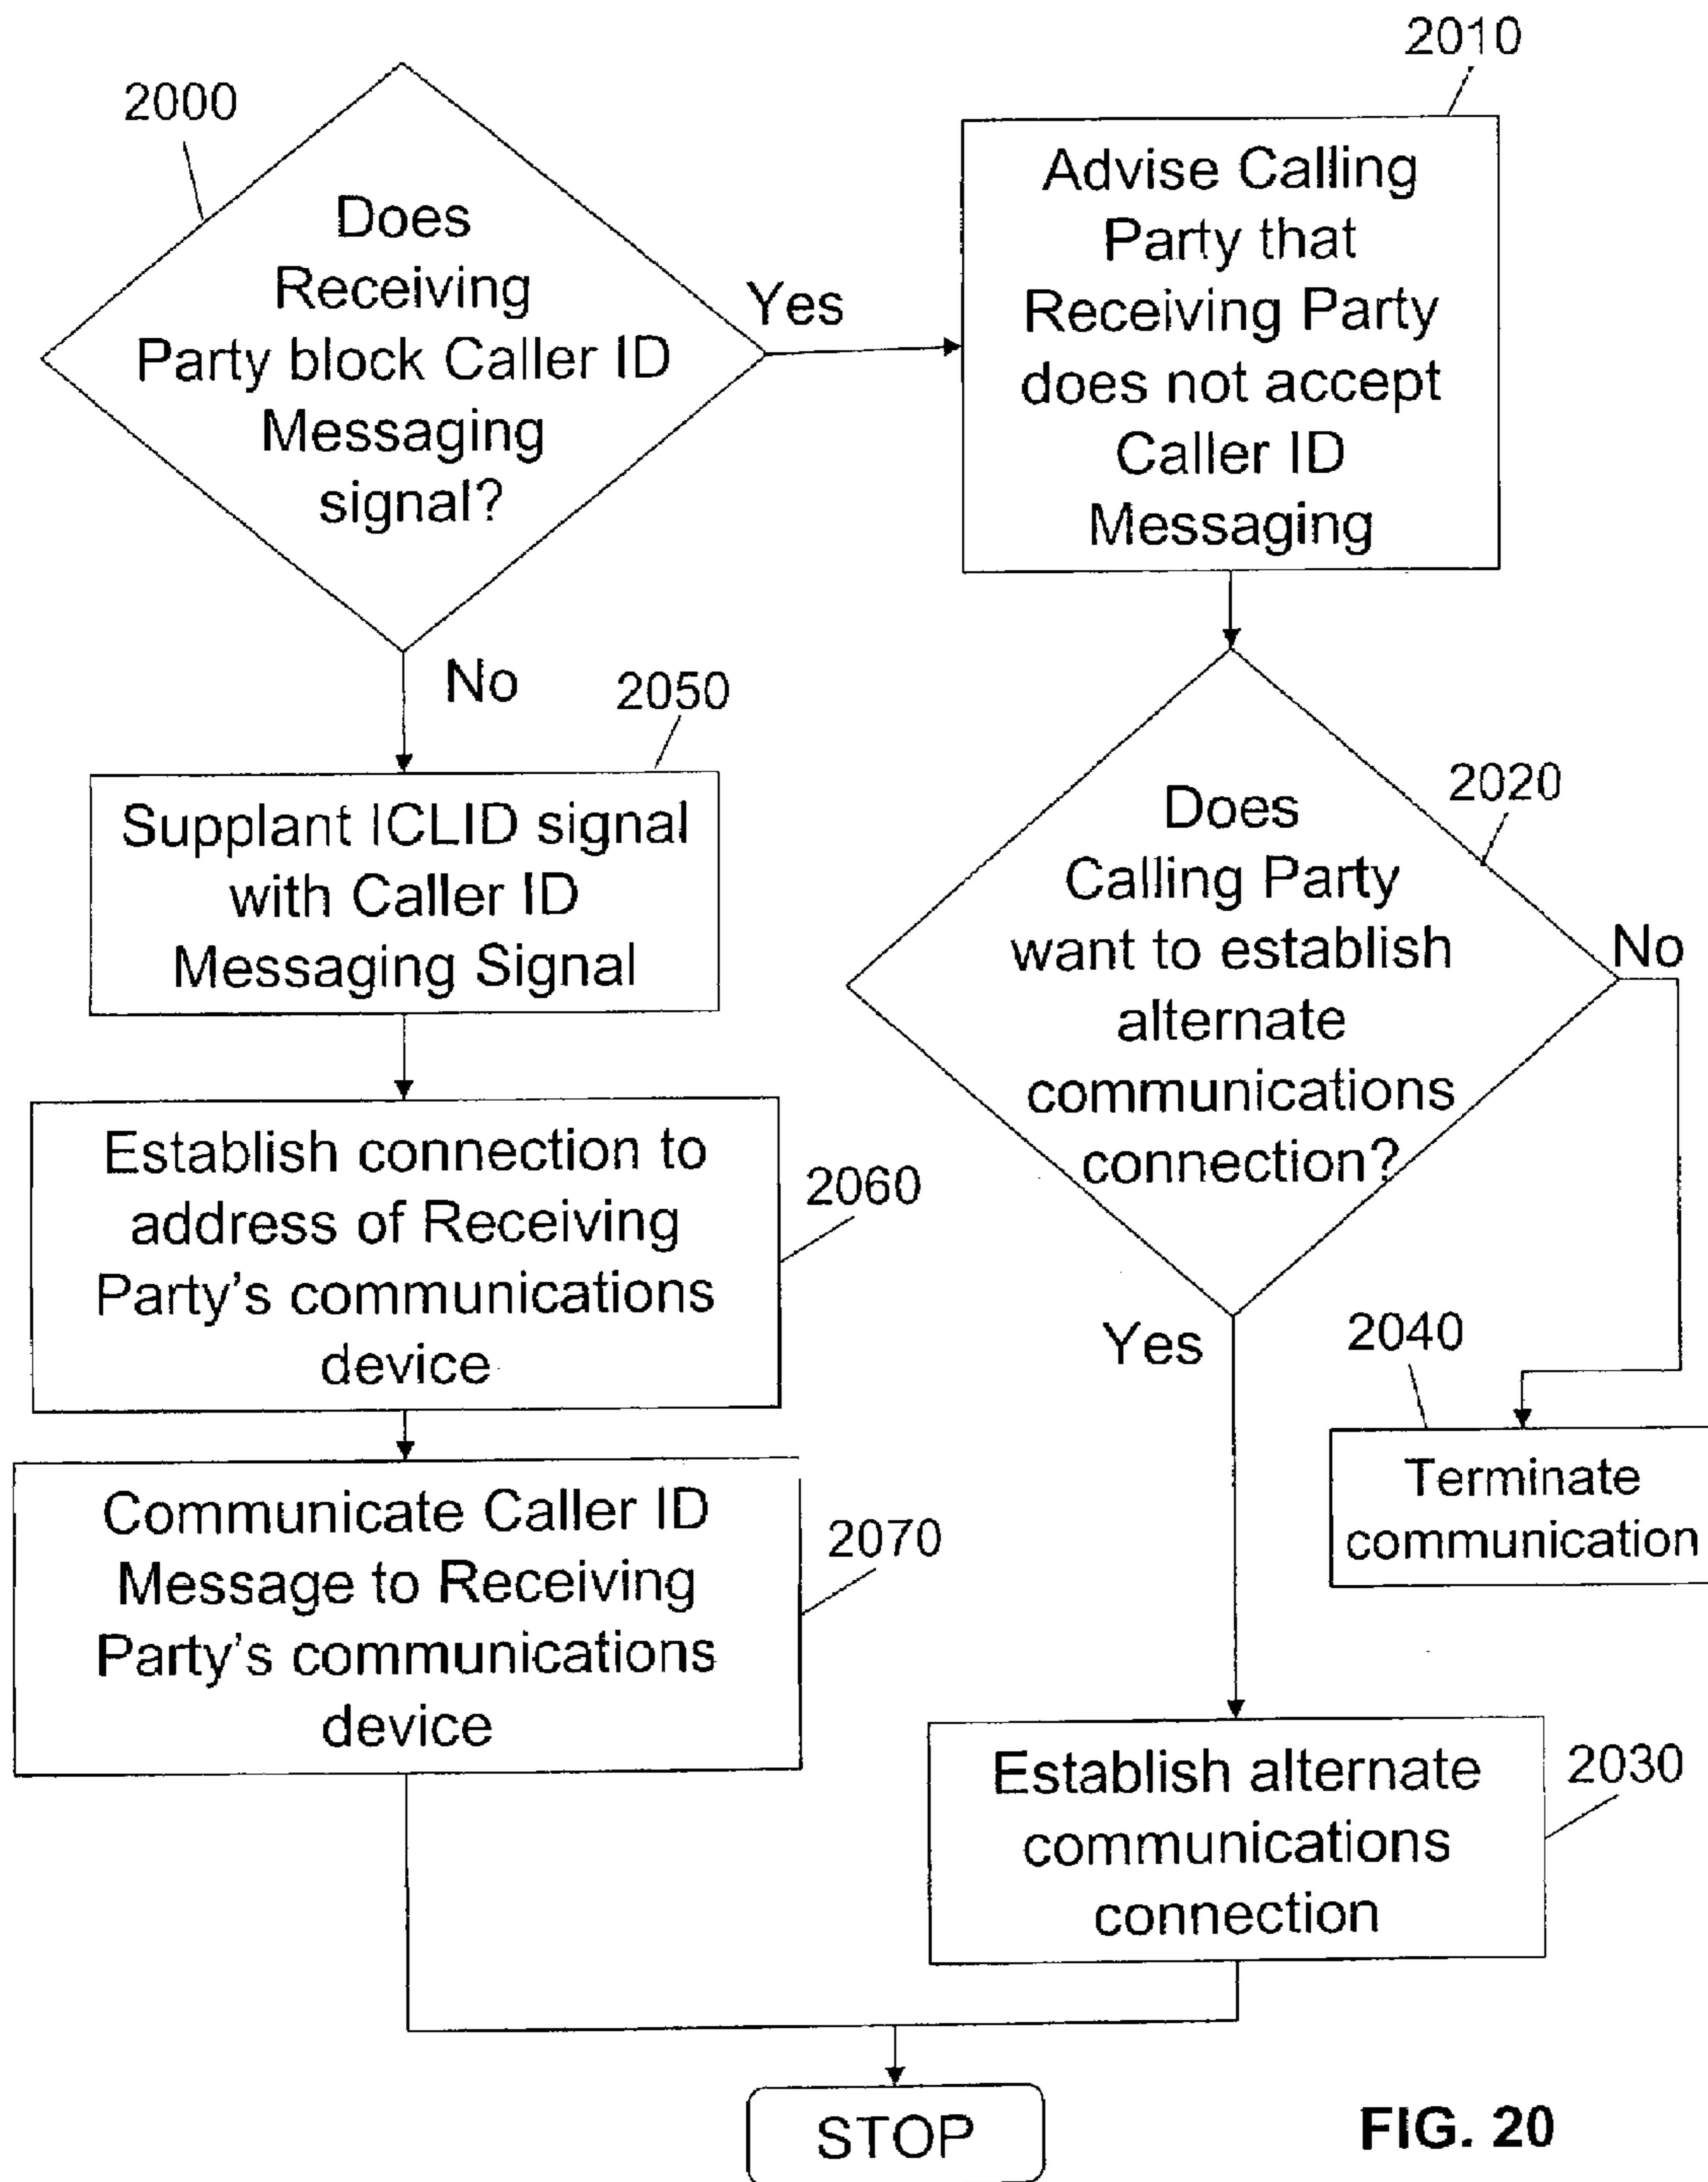 2000
Does
Receiving
Party block Caller ID
Messaging
signal?
Yes
No
2010
Advise Calling
Party that
Receiving Party
does not accept
Caller ID
Messaging
2050
Supplant ICLID signal
with Caller ID
Messaging Signal
2020
Does
Calling Party
want to establish
alternate
communications
connection?
No
Yes
2060
Establish connection to
address of Receiving
Party's communications
device
2040
Terminate
communication
2070
Communicate Caller ID
Message to Receiving
Party's communications
device
2030
Establish alternate
communications
connection
STOP
FIG. 20